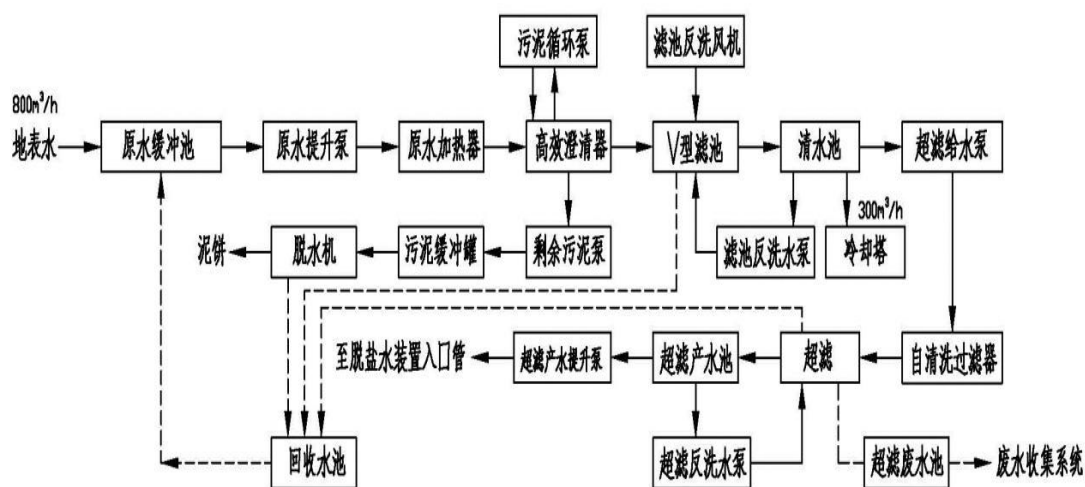 污泥循环泵
滤池反洗风机
800m³/h
地表水
原水缓冲池
原水提升泵
原水加热器
高效澄清器
V型滤池
清水池
超滤给水泵
300m³/h
泥饼
脱水机
污泥缓冲罐
剩余污泥泵
滤池反洗水泵
冷却塔
至脱盐水装置入口管
超滤产水提升泵
超滤产水池
超滤
自清洗过滤器
回收水池
超滤反洗水泵
超滤废水池
废水收集系统